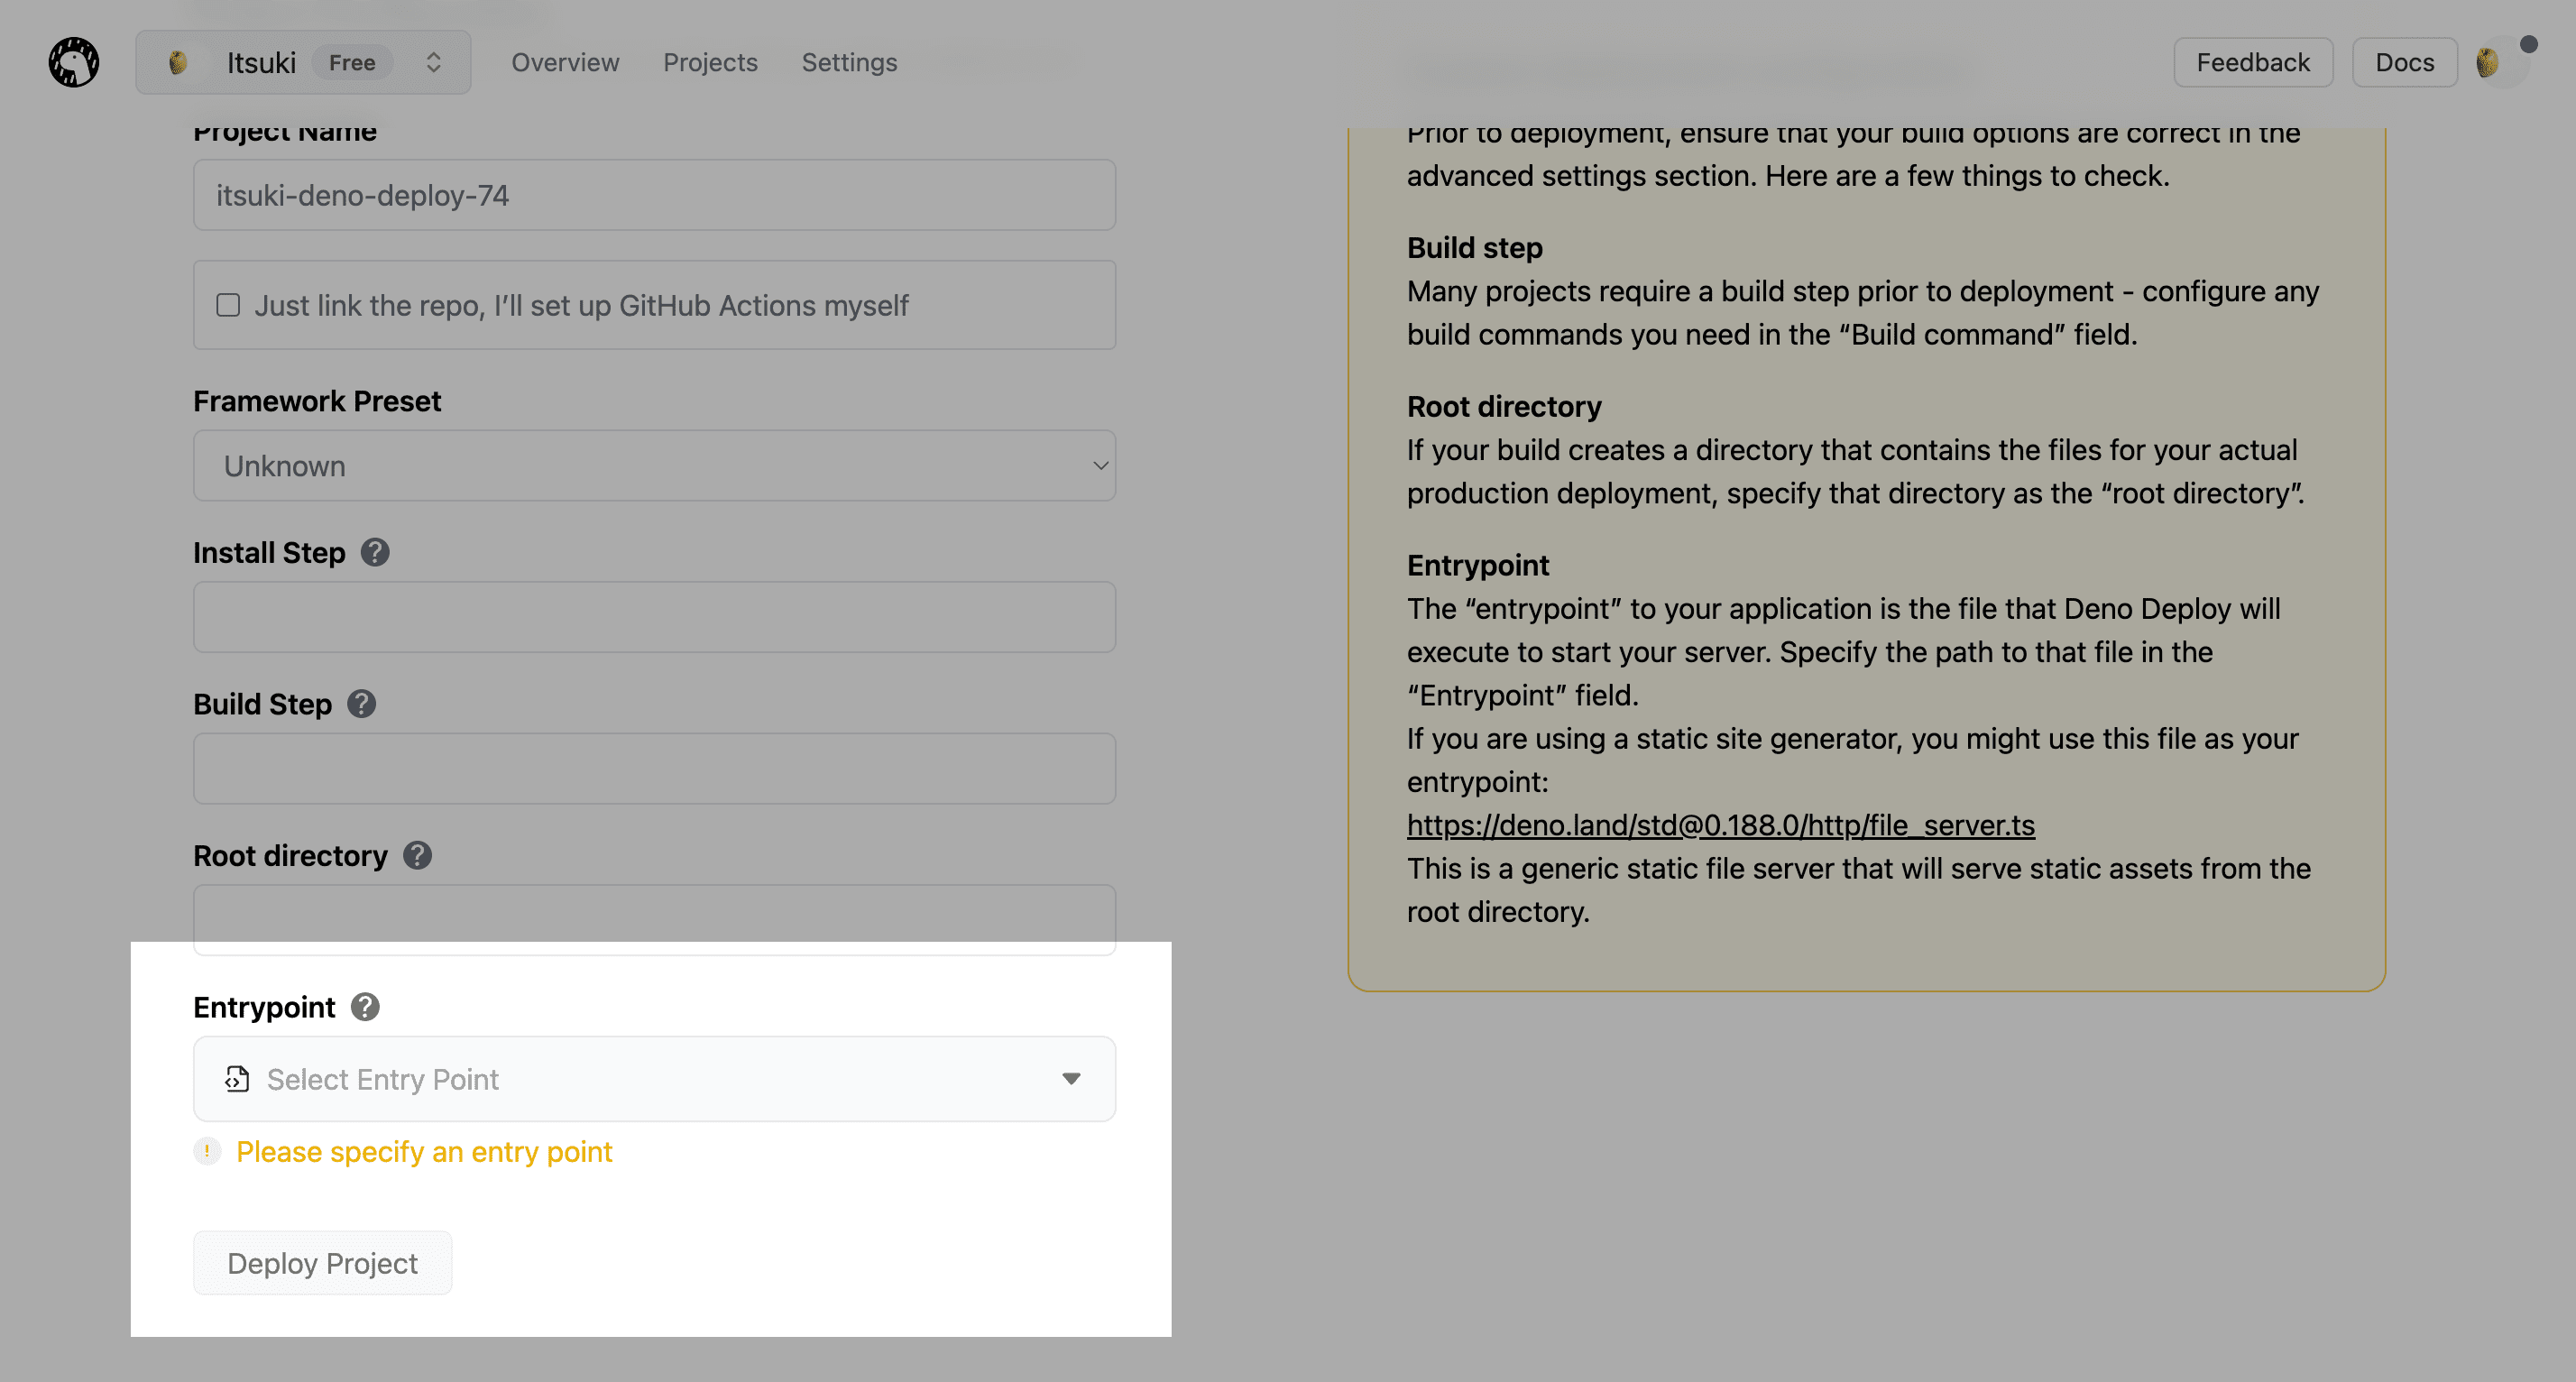 Itsuki Free Overview Projects Settings Feedback Docs
Project Name
itsuki-deno-deploy-74
Just link the repo, I’ll set up GitHub Actions myself
Framework Preset
Unknown
Install Step ?
Build Step ?
Root directory ?
Entrypoint ?
Select Entry Point
! Please specify an entry point
Deploy Project
Prior to deployment, ensure that your build options are correct in the
advanced settings section. Here are a few things to check.
Build step
Many projects require a build step prior to deployment - configure any
build commands you need in the “Build command” field.
Root directory
If your build creates a directory that contains the files for your actual
production deployment, specify that directory as the “root directory”.
Entrypoint
The “entrypoint” to your application is the file that Deno Deploy will
execute to start your server. Specify the path to that file in the
“Entrypoint” field.
If you are using a static site generator, you might use this file as your
entrypoint:
https://deno.land/std@0.188.0/http/file_server.ts
This is a generic static file server that will serve static assets from the
root directory.